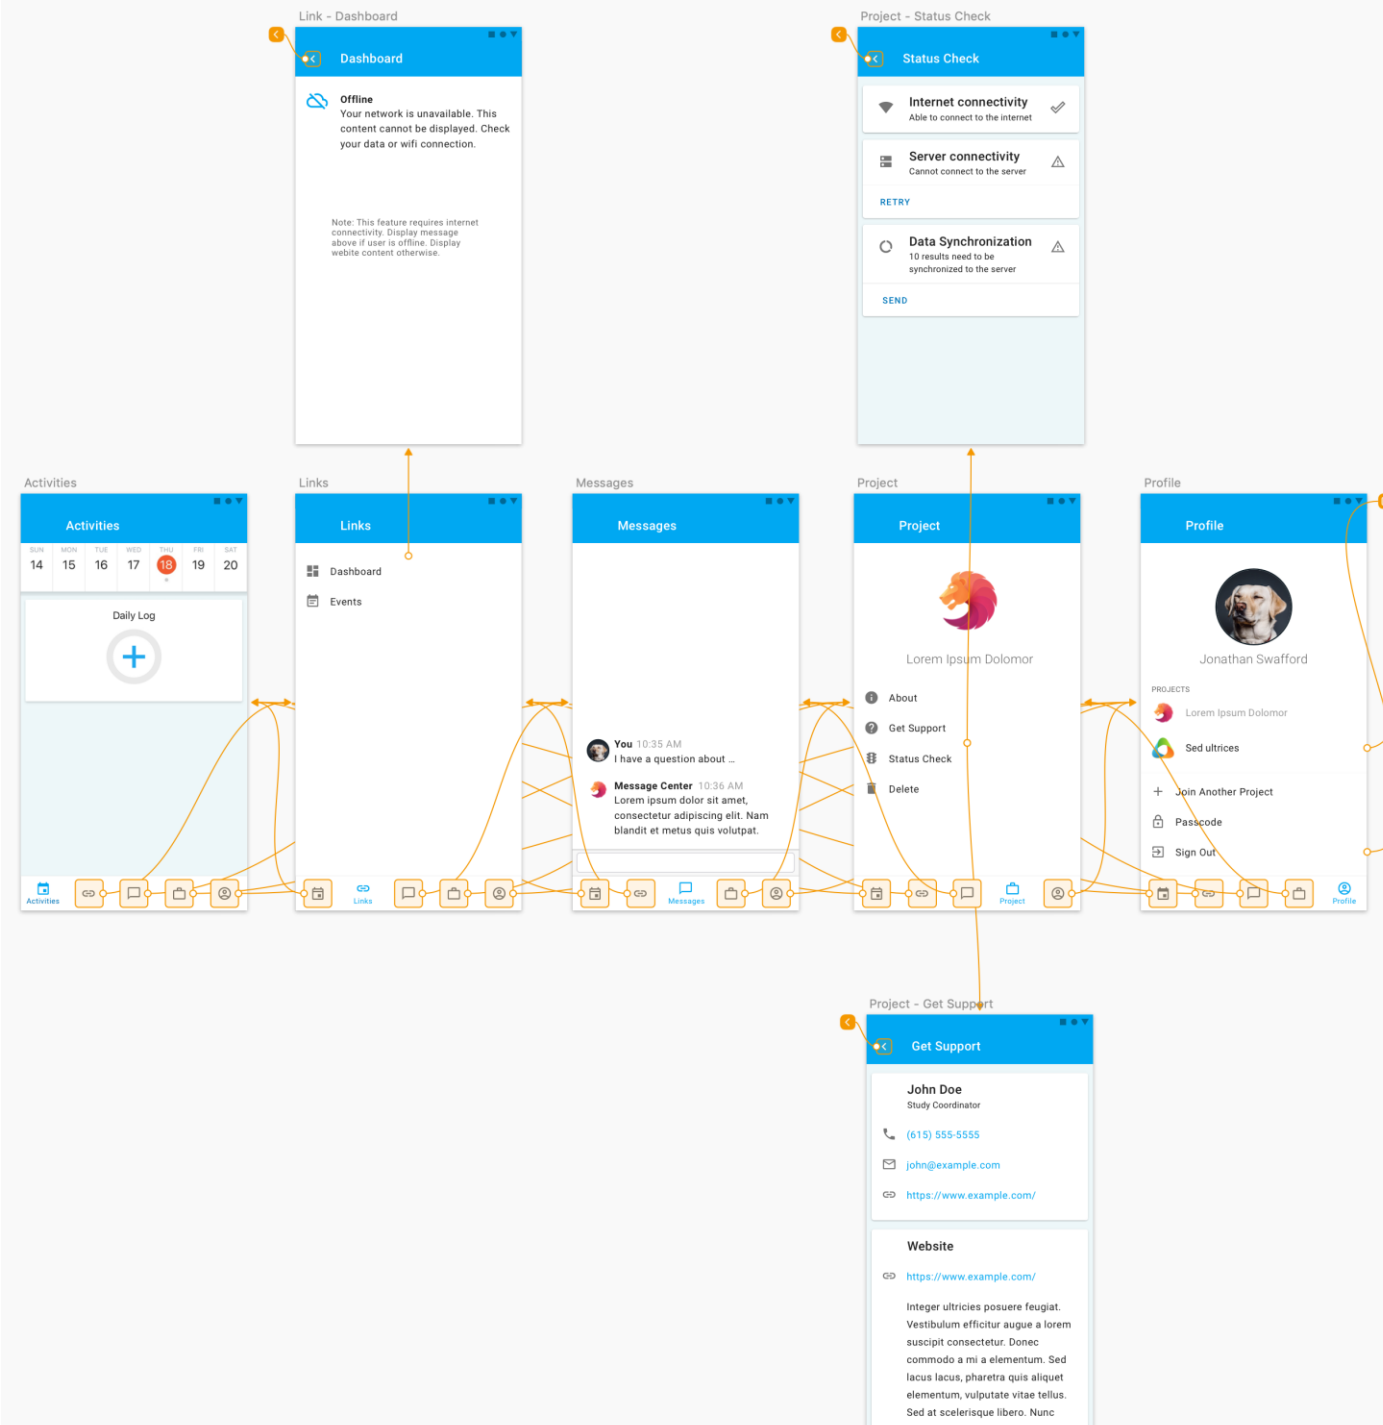 Link - Dashboard
Dashboard
Offline
Your network is unavailable. This
content cannot be displayed. Check
your data or wifi connection.
Note: This feature requires internet
connectivity. Display message
above if user is offline. Display
webite content otherwise.
Project - Status Check
Status Check
Internet connectivity
Able to connect to the internet
Server connectivity
Cannot connect to the server
RETRY
Data Synchronization
10 results need to be
synchronized to the server
SEND
Activities
Activities
SUN MON TUE WED THU FRI SAT
14 15 16 17 18 19 20
Daily Log
Activities
Links
Links
Dashboard
Events
Links
Messages
Messages
You 10:35 AM
I have a question about ...
Message Center 10:36 AM
Lorem ipsum dolor sit amet,
consectetur adipiscing elit. Nam
blandit et metus quis volutpat.
Messages
Project
Project
Lorem Ipsum Dolomor
About
Get Support
Status Check
Delete
Project
Profile
Profile
Jonathan Swafford
PROJECTS
Lorem Ipsum Dolomor
Sed ultrices
Join Another Project
Passcode
Sign Out
Profile
Project - Get Support
Get Support
John Doe
Study Coordinator
(615) 555-5555
john@example.com
https://www.example.com/
Website
https://www.example.com/
Integer ultricies posuere feugiat.
Vestibulum efficitur augue a lorem
suscipit consectetur. Donec
commodo a mi a elementum. Sed
lacus lacus, pharetra quis aliquet
elementum, vulputate vitae tellus.
Sed at scelerisque libero. Nunc